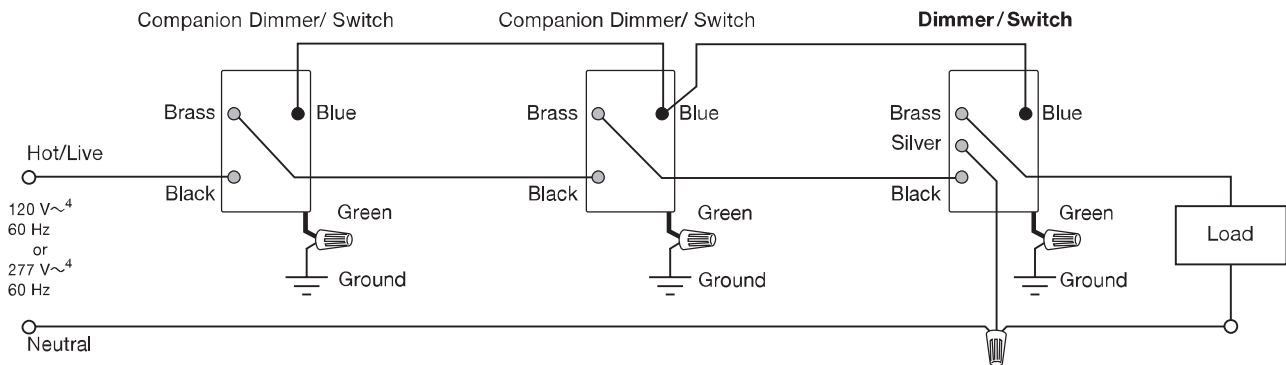 Companion Dimmer/ Switch
Companion Dimmer/ Switch
Dimmer/Switch
Brass
Blue
Brass
Blue
Brass
Blue
Silver
Hot/Live
Black
Black
Black
120 V~4
60 Hz
or
277 V~4
60 Hz
Green
Green
Green
Load
Ground
Ground
Ground
Neutral